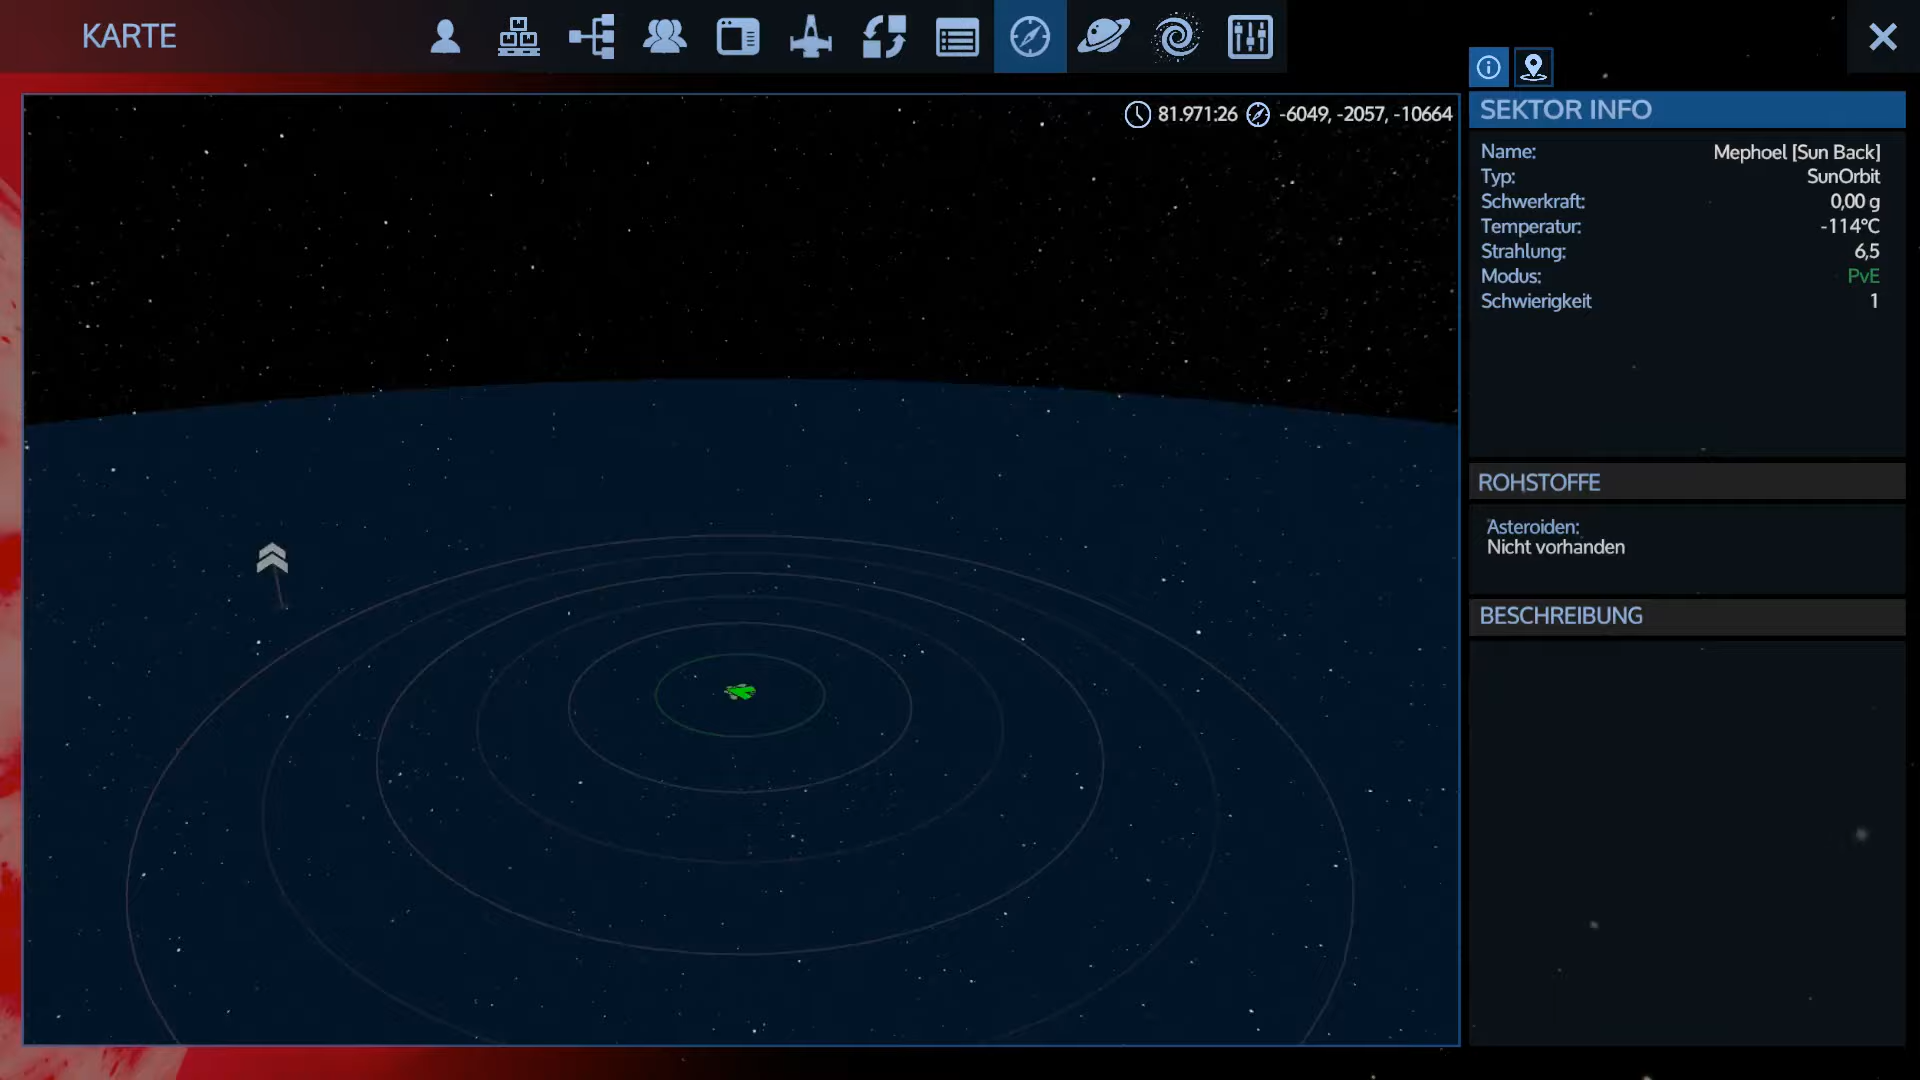 KARTE
81.971:26 -6049, -2057, -10664
SEKTOR INFO
Name: Mephoel [Sun Back]
Typ: SunOrbit
Schwerkraft: 0,00 g
Temperatur: -114°C
Strahlung: 6,5
Modus: PvE
Schwierigkeit 1
ROHSTOFFE
Asteroiden:
Nicht vorhanden
BESCHREIBUNG